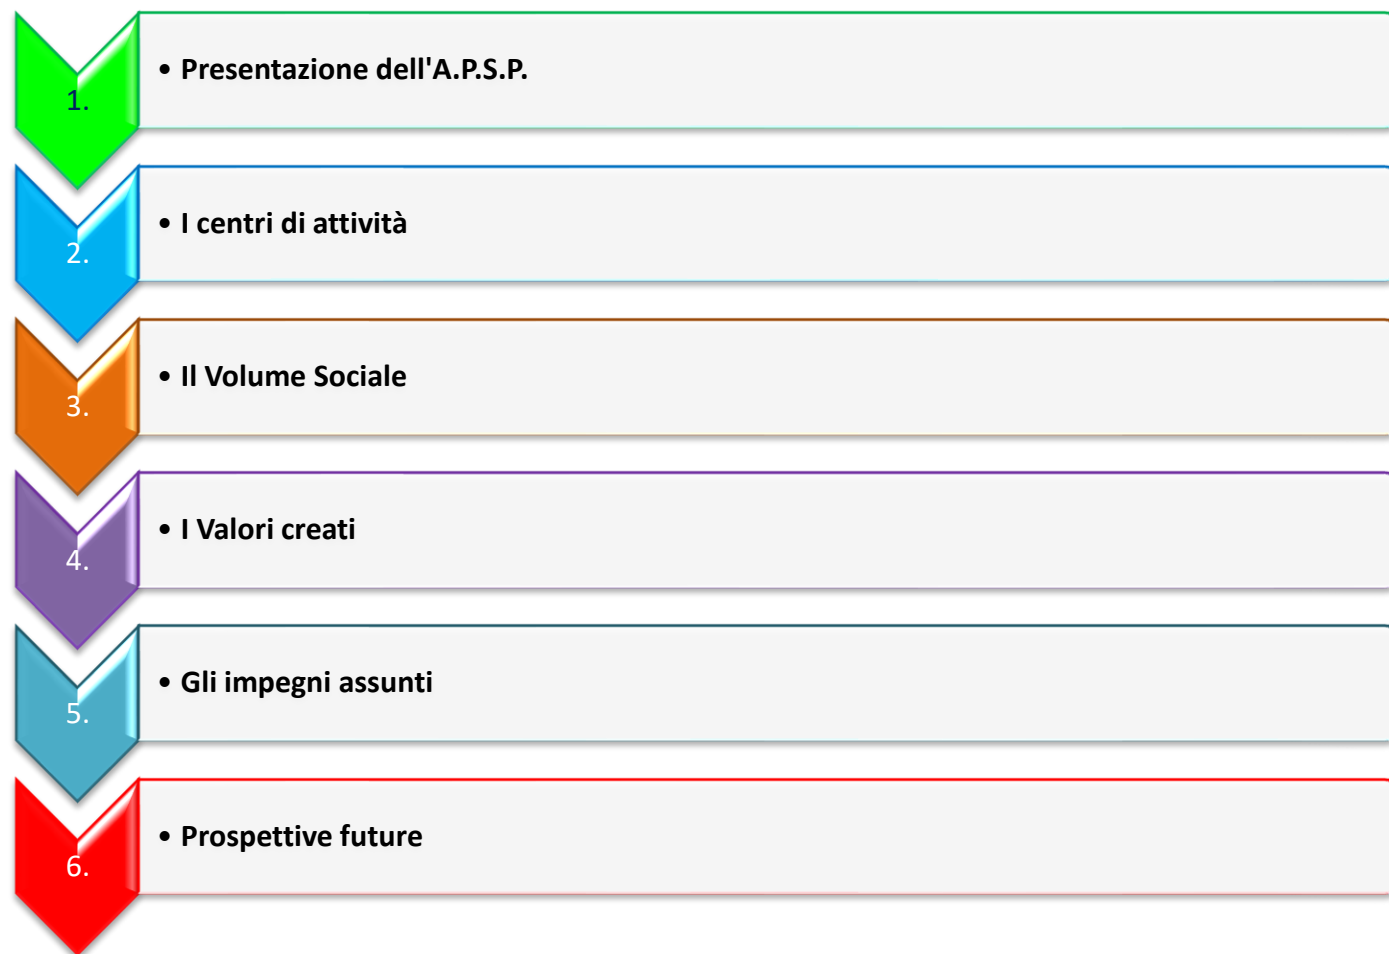 1.
• Presentazione dell'A.P.S.P.
2.
• I centri di attività
3.
• Il Volume Sociale
4.
• I Valori creati
5.
• Gli impegni assunti
6.
• Prospettive future